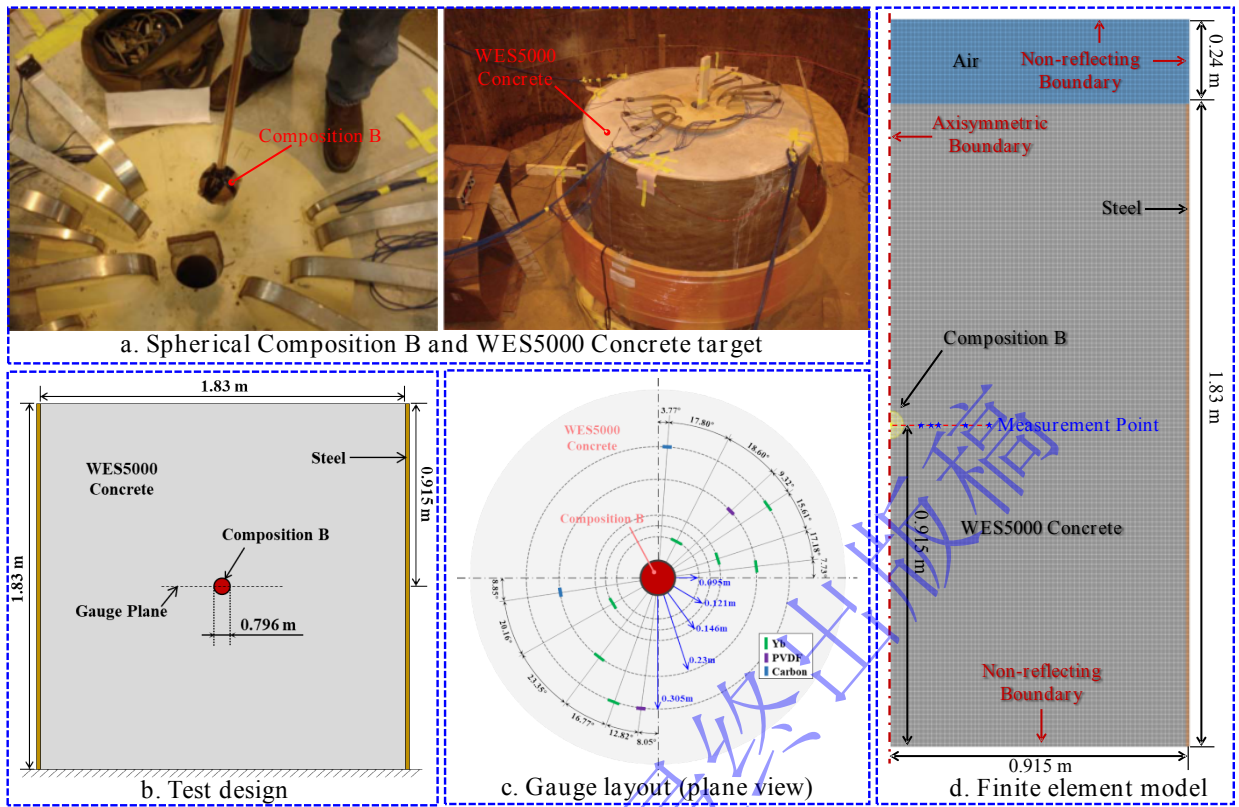 Composition B
WES5000
Concrete
a. Spherical Composition B and WES5000 Concrete target
1.83 m
WES5000
Concrete
Steel
0.915 m
1.83 m
Composition B
Gauge Plane
0.796 m
b. Test design
3.77°
17.80°
18.60°
9.32°
15.61°
17.18°
7.73°
WES5000
Concrete
Composition B
0.095m
0.121m
0.146m
0.23m
0.305m
8.85°
20.16°
23.35°
16.77°
12.82°
8.05°
Yb
PVDF
Carbon
c. Gauge layout (plane view)
Air
Non-reflecting
Boundary
0.24 m
Axisymmetric
Boundary
Steel
Composition B
Measurement Point
1.83 m
0.915 m
WES5000 Concrete
Non-reflecting
Boundary
0.915 m
d. Finite element model
出版稿